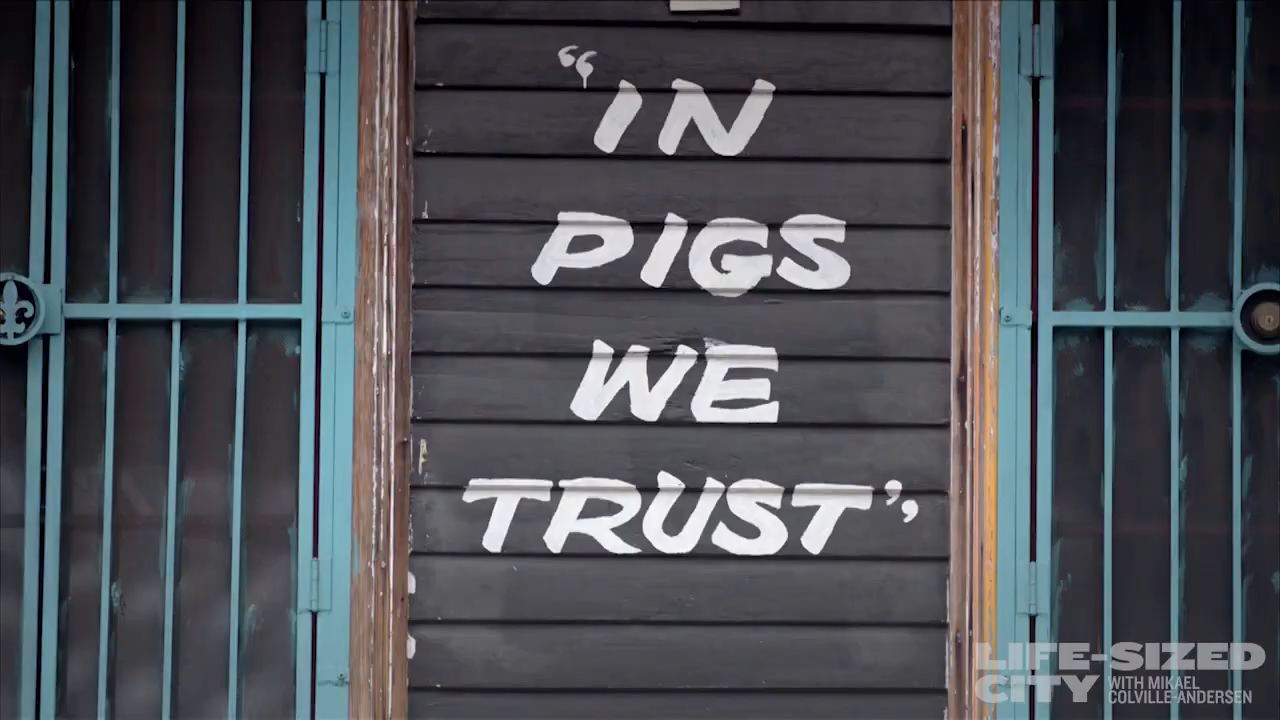 “IN
PIGS
WE
TRUST”
LIFE-SIZED
CITY WITH MIKAEL
COLVILLE-ANDERSEN